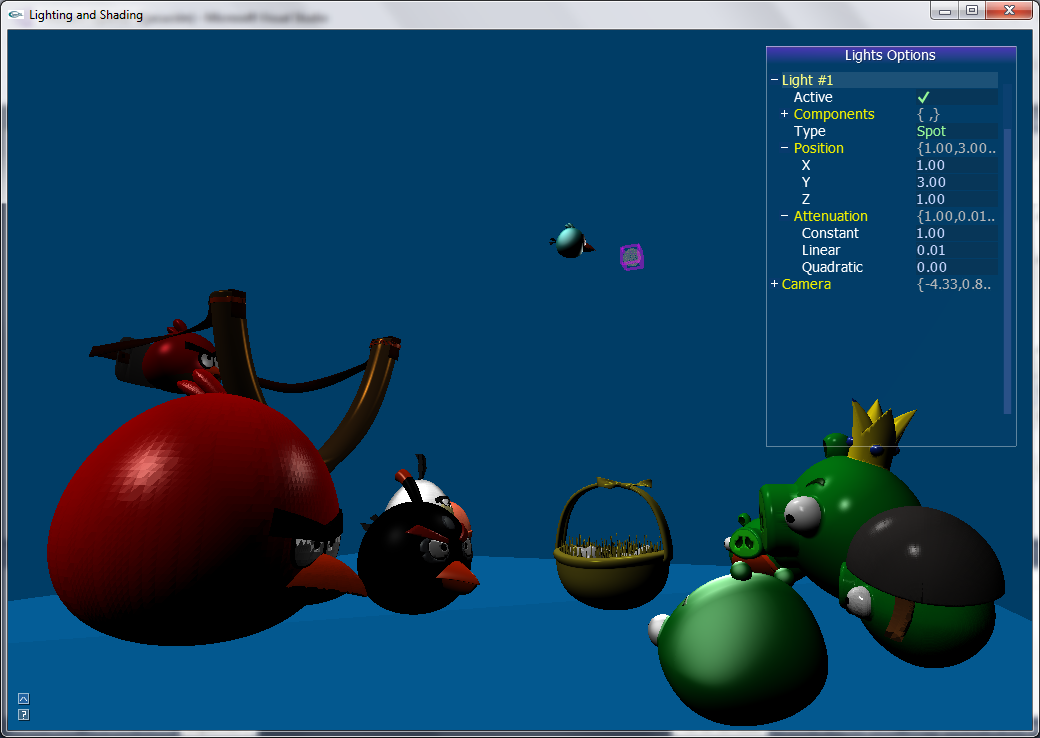 Lighting and Shading
Lights Options
− Light #1
Active ✓
+ Components { ,}
Type Spot
− Position {1.00,3.00..
X 1.00
Y 3.00
Z 1.00
− Attenuation {1.00,0.01..
Constant 1.00
Linear 0.01
Quadratic 0.00
+ Camera {-4.33,0.8..
?